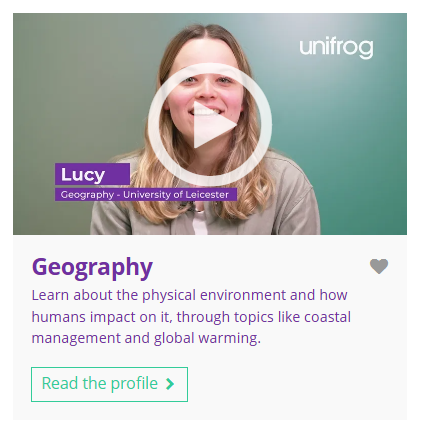 unifrog
Lucy
Geography - University of Leicester
Geography
Learn about the physical environment and how
humans impact on it, through topics like coastal
management and global warming.
Read the profile